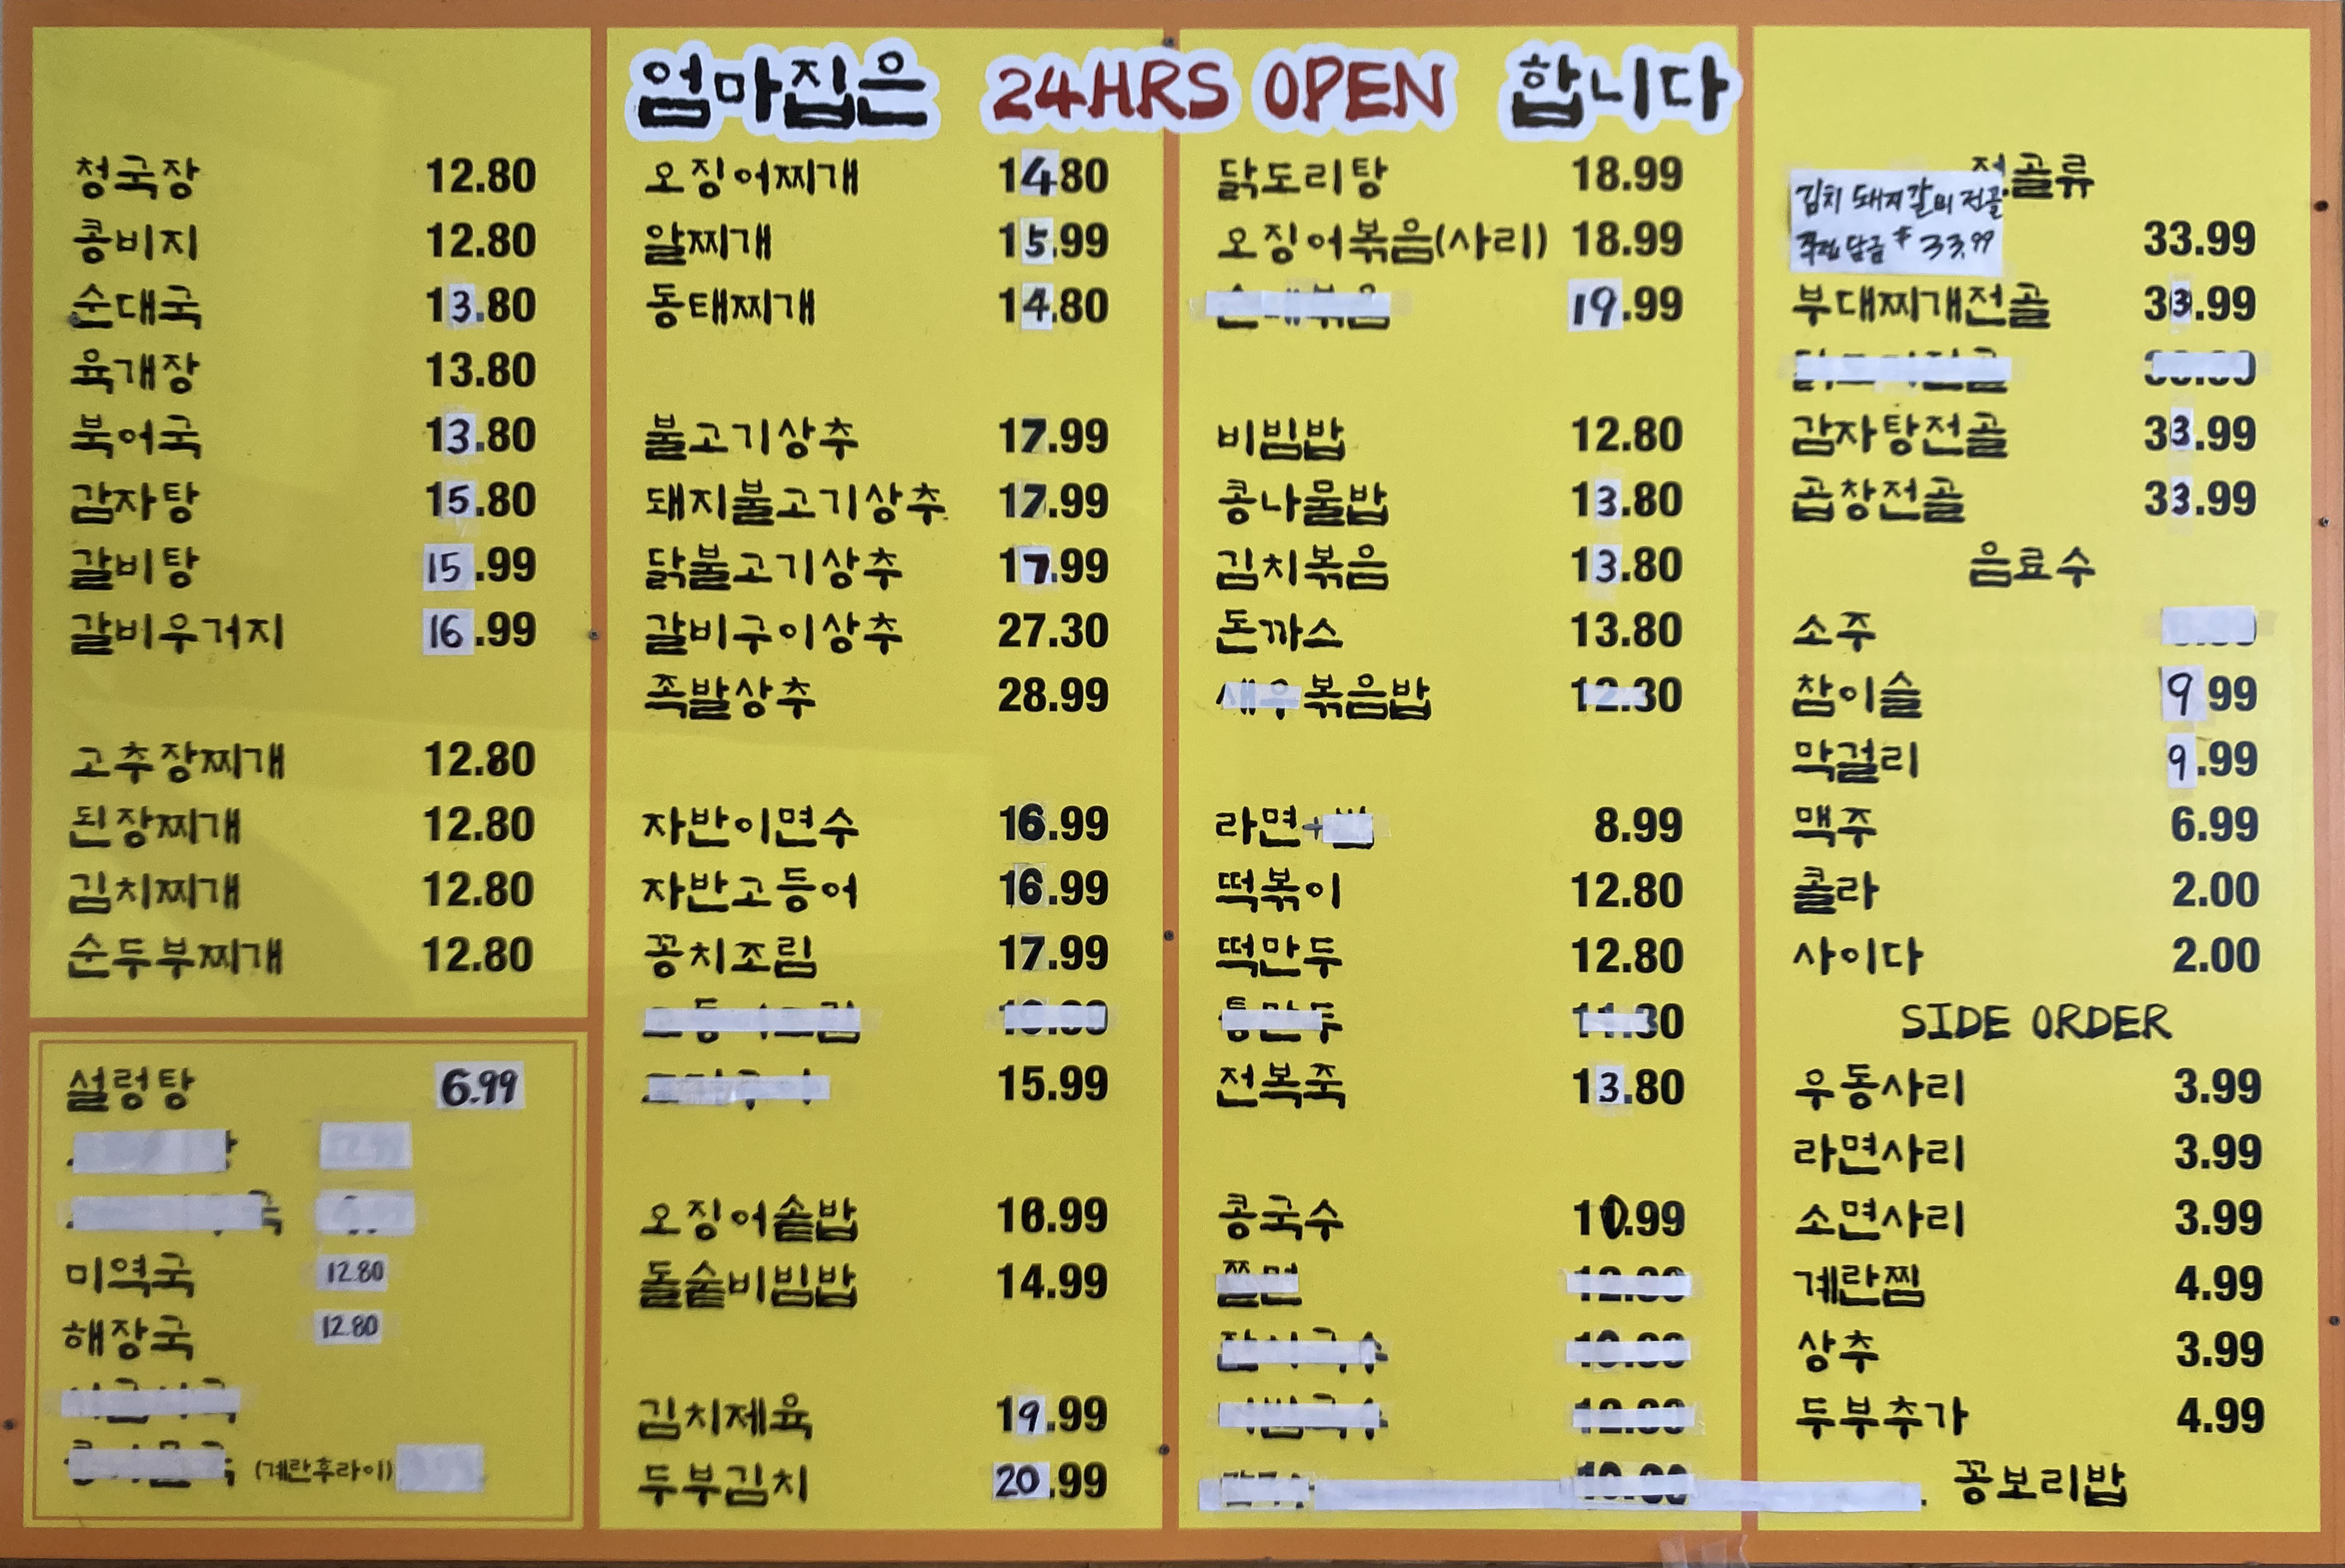 엄마집은 24HRS OPEN 합니다
청국장 12.80
콩비지 12.80
순대국 13.80
육개장 13.80
북어국 13.80
감자탕 15.80
갈비탕 15.99
갈비우거지 16.99
고추장찌개 12.80
된장찌개 12.80
김치찌개 12.80
순두부찌개 12.80
설렁탕 6.99
미역국 12.80
해장국 12.80
(계란후라이)
오징어찌개 14.80
알찌개 15.99
동태찌개 14.80
불고기상추 17.99
돼지불고기상추 17.99
닭불고기상추 17.99
갈비구이상추 27.30
족발상추 28.99
자반이면수 16.99
자반고등어 16.99
꽁치조림 17.99
15.99
오징어솥밥 16.99
돌솥비빔밥 14.99
김치제육 19.99
두부김치 20.99
닭도리탕 18.99
오징어볶음(사리) 18.99
19.99
비빔밥 12.80
콩나물밥 13.80
김치볶음 13.80
돈까스 13.80
볶음밥 12.30
라면+ 8.99
떡볶이 12.80
떡만두 12.80
전복죽 13.80
콩국수 10.99
전골류
김치 돼지갈비 전골
$33.99
33.99
부대찌개전골 33.99
감자탕전골 33.99
곱창전골 33.99
음료수
소주
참이슬 9.99
막걸리 9.99
맥주 6.99
콜라 2.00
사이다 2.00
SIDE ORDER
우동사리 3.99
라면사리 3.99
소면사리 3.99
계란찜 4.99
상추 3.99
두부추가 4.99
꽁보리밥